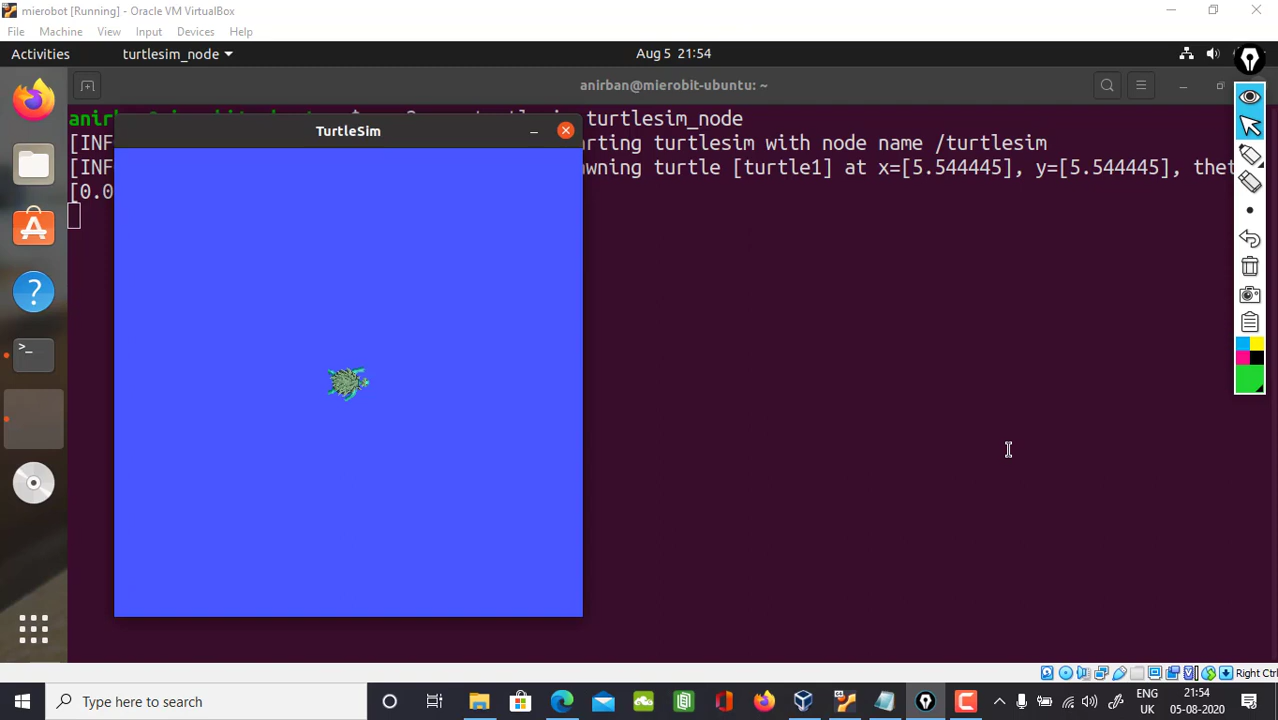 mierobot [Running] - Oracle VM VirtualBox
File Machine View Input Devices Help
Activities turtlesim_node Aug 5 21:54
anirban@mierobit-ubuntu: ~
turtlesim_node
[INF arting turtlesim with node name /turtlesim
[INF awning turtle [turtle1] at x=[5.544445], y=[5.544445], thet
[0.0
TurtleSim
Right Ctrl
Type here to search
ENG
UK
21:54
05-08-2020